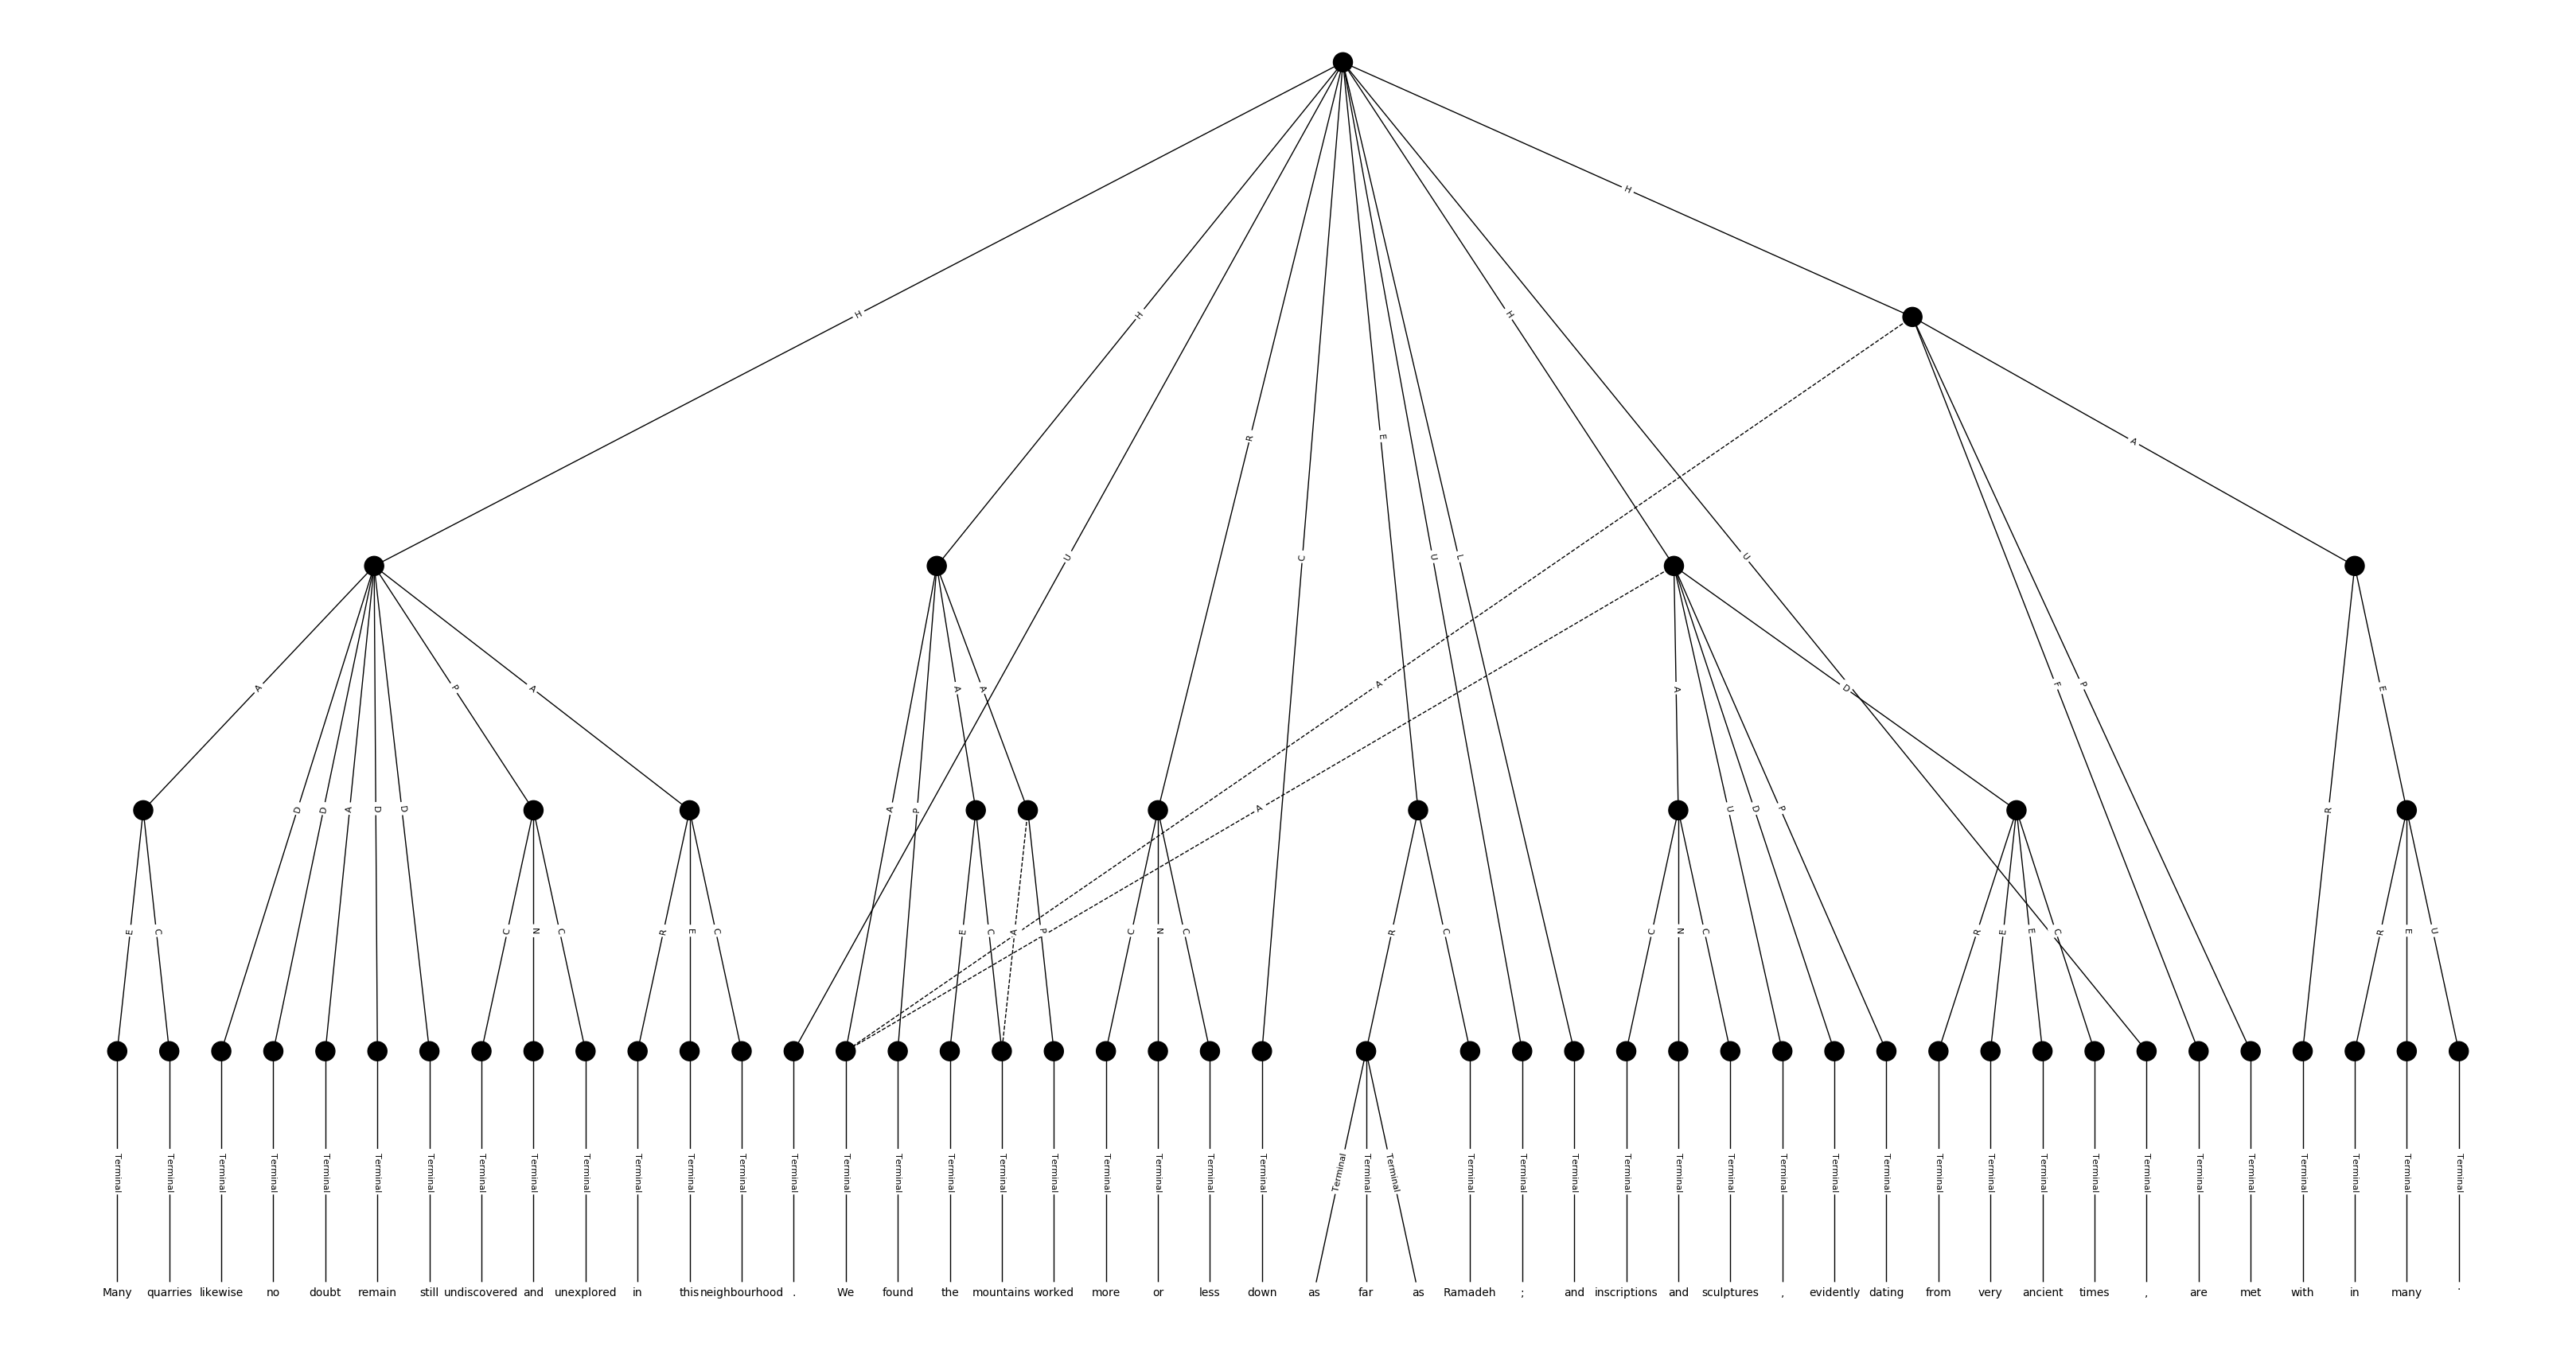 H
H
H
H
R
E
A
U
C
U
L
U
A
P
A
A
A
A
A
D
F
P
E
D
D
A
D
D
A
P
A
U
D
P
R
E
C
C
N
C
R
E
C
E
C
A
P
C
N
C
R
C
C
N
C
R
E
E
C
R
E
U
Terminal Terminal Terminal Terminal Terminal Terminal Terminal Terminal Terminal Terminal Terminal Terminal Terminal Terminal Terminal Terminal Terminal Terminal Terminal Terminal Terminal Terminal Terminal Terminal Terminal Terminal Terminal Terminal Terminal Terminal Terminal Terminal Terminal Terminal Terminal Terminal Terminal Terminal Terminal Terminal Terminal Terminal Terminal Terminal Terminal Terminal
Many quarries likewise no doubt remain still undiscovered and unexplored in this neighbourhood . We found the mountains worked more or less down as far as Ramadeh ; and inscriptions and sculptures , evidently dating from very ancient times , are met with in many .